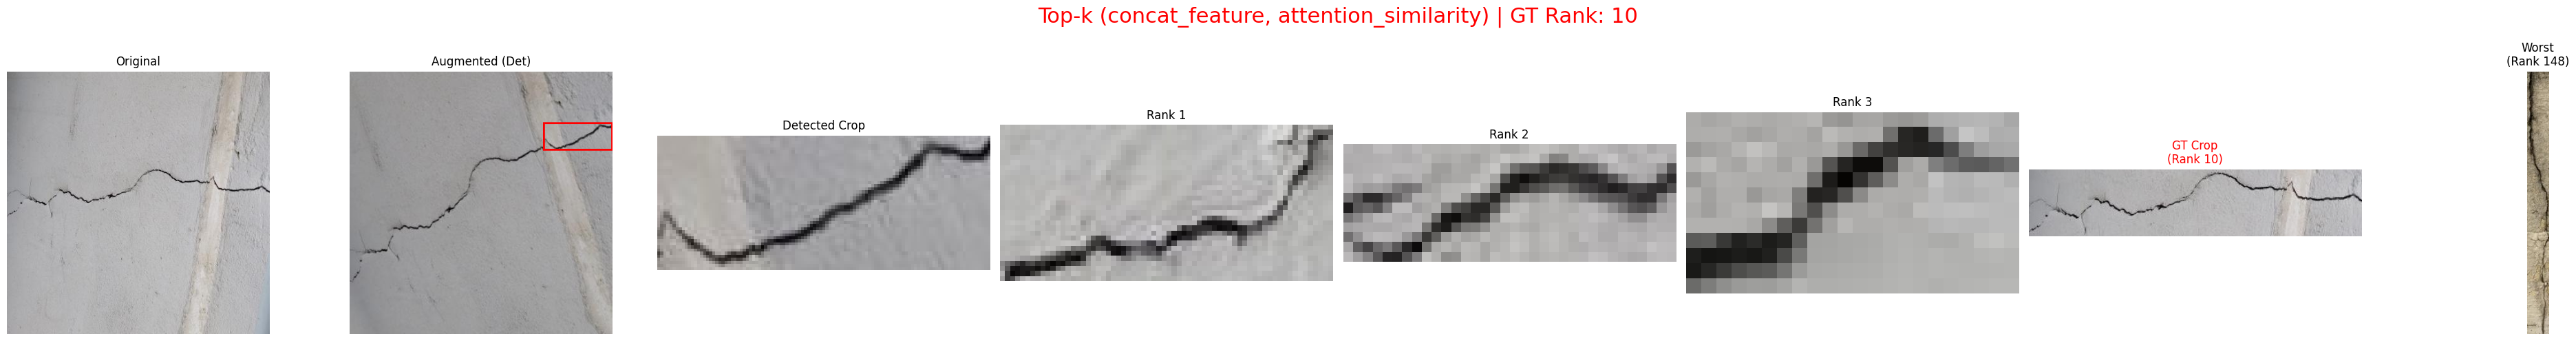 Top-k (concat_feature, attention_similarity) | GT Rank: 10
Original
Augmented (Det)
Detected Crop
Rank 1
Rank 2
Rank 3
GT Crop
(Rank 10)
Worst
(Rank 148)